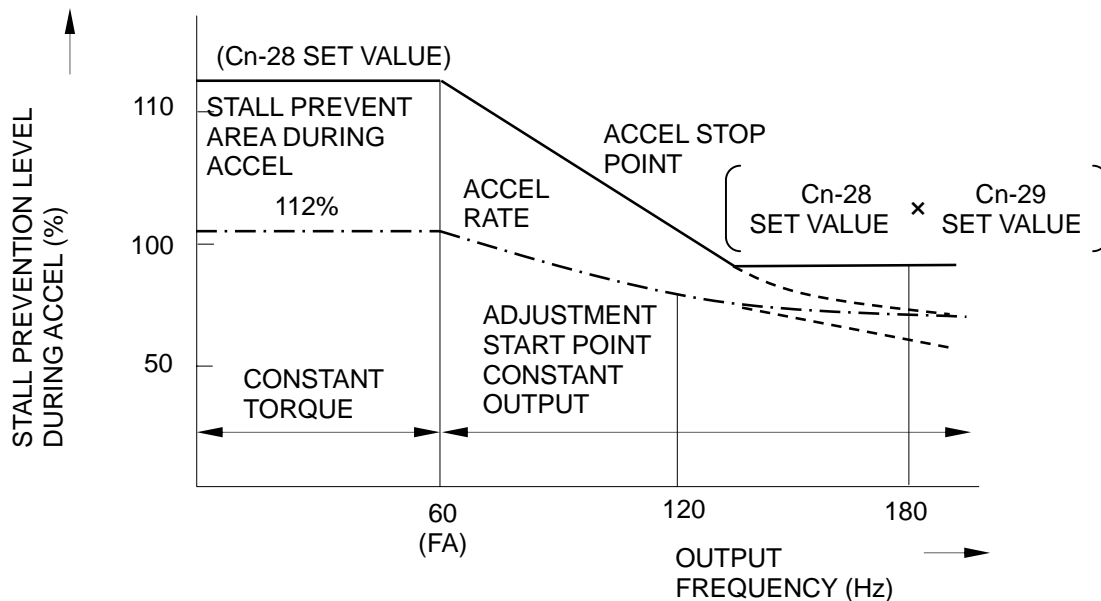 STALL PREVENTION LEVEL
DURING ACCEL (%)
(Cn-28 SET VALUE)
110
STALL PREVENT
AREA DURING
ACCEL
ACCEL STOP
POINT
Cn-28
SET VALUE
×
Cn-29
SET VALUE
ACCEL
RATE
112%
100
ADJUSTMENT
START POINT
CONSTANT
OUTPUT
50
CONSTANT
TORQUE
60
(FA)
120
180
OUTPUT
FREQUENCY (Hz)